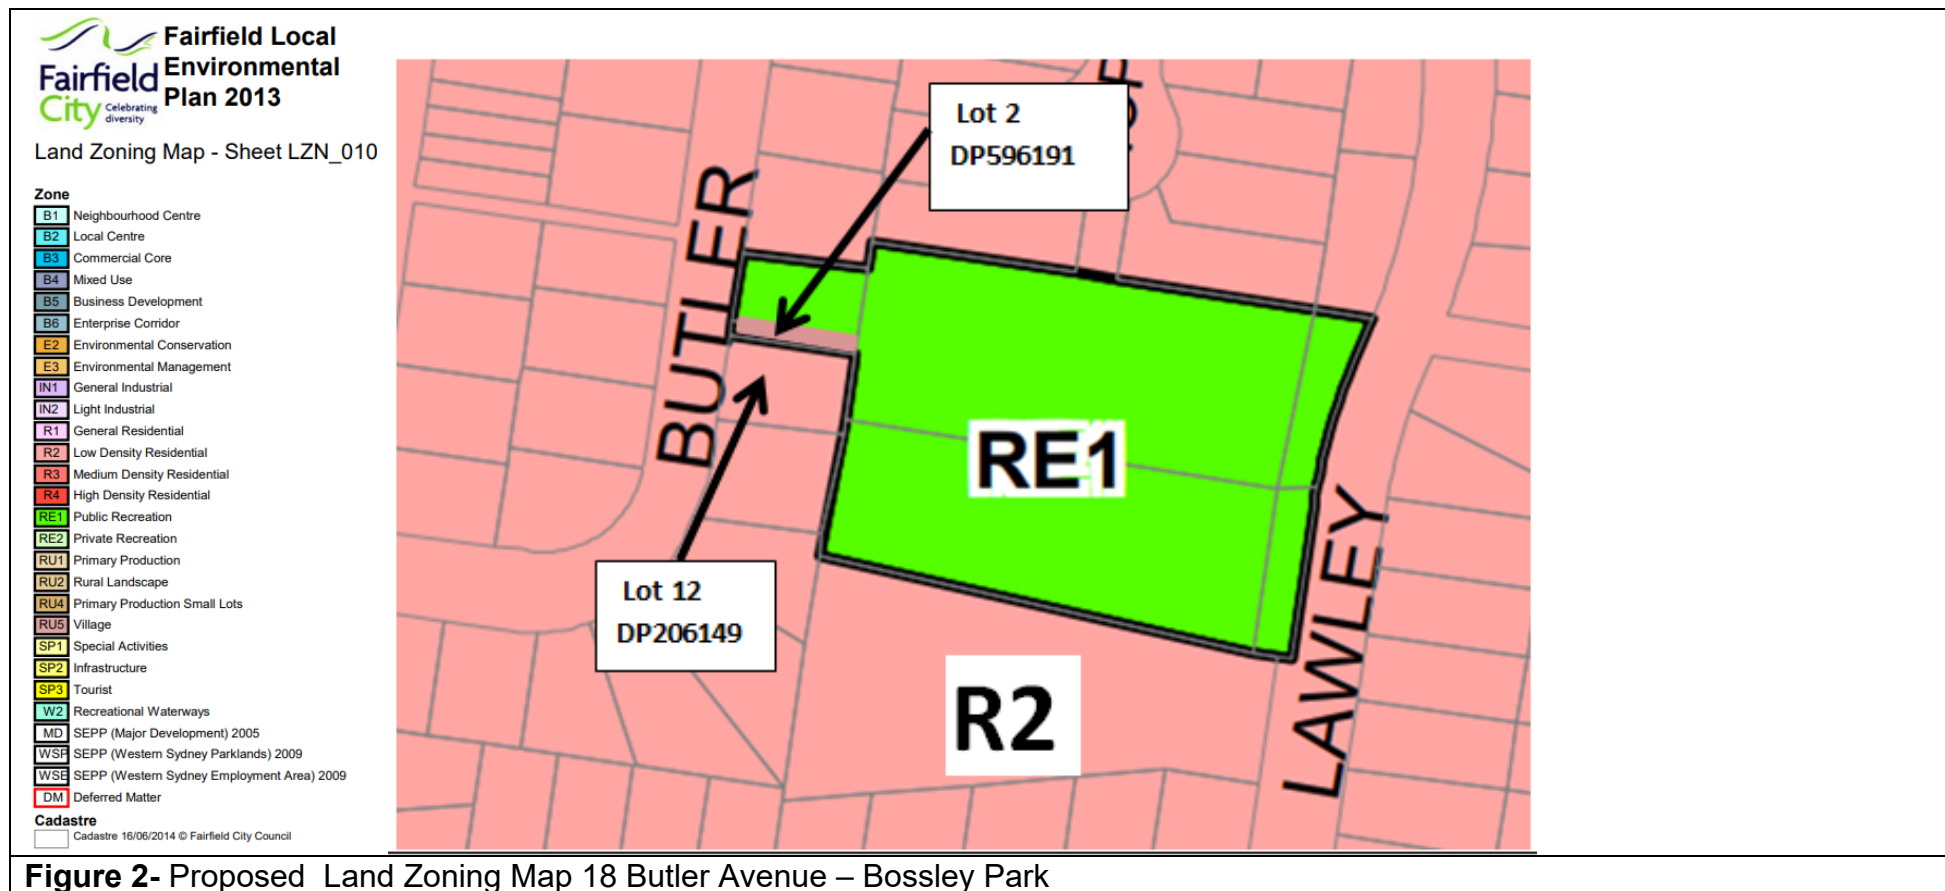 Fairfield
City
Celebrating
diversity
Fairfield Local
Environmental
Plan 2013
Land Zoning Map - Sheet LZN_010
Zone
B1 Neighbourhood Centre
B2 Local Centre
B3 Commercial Core
B4 Mixed Use
B5 Business Development
B6 Enterprise Corridor
E2 Environmental Conservation
E3 Environmental Management
IN1 General Industrial
IN2 Light Industrial
R1 General Residential
R2 Low Density Residential
R3 Medium Density Residential
R4 High Density Residential
RE1 Public Recreation
RE2 Private Recreation
RU1 Primary Production
RU2 Rural Landscape
RU4 Primary Production Small Lots
RU5 Village
SP1 Special Activities
SP2 Infrastructure
SP3 Tourist
W2 Recreational Waterways
MD SEPP (Major Development) 2005
WSP SEPP (Western Sydney Parklands) 2009
WSE SEPP (Western Sydney Employment Area) 2009
DM Deferred Matter
Cadastre
Cadastre 16/06/2014 © Fairfield City Council
Lot 2
DP596191
BUTLER
RE1
LAWLEY
Lot 12
DP206149
R2
Figure 2- Proposed Land Zoning Map 18 Butler Avenue – Bossley Park